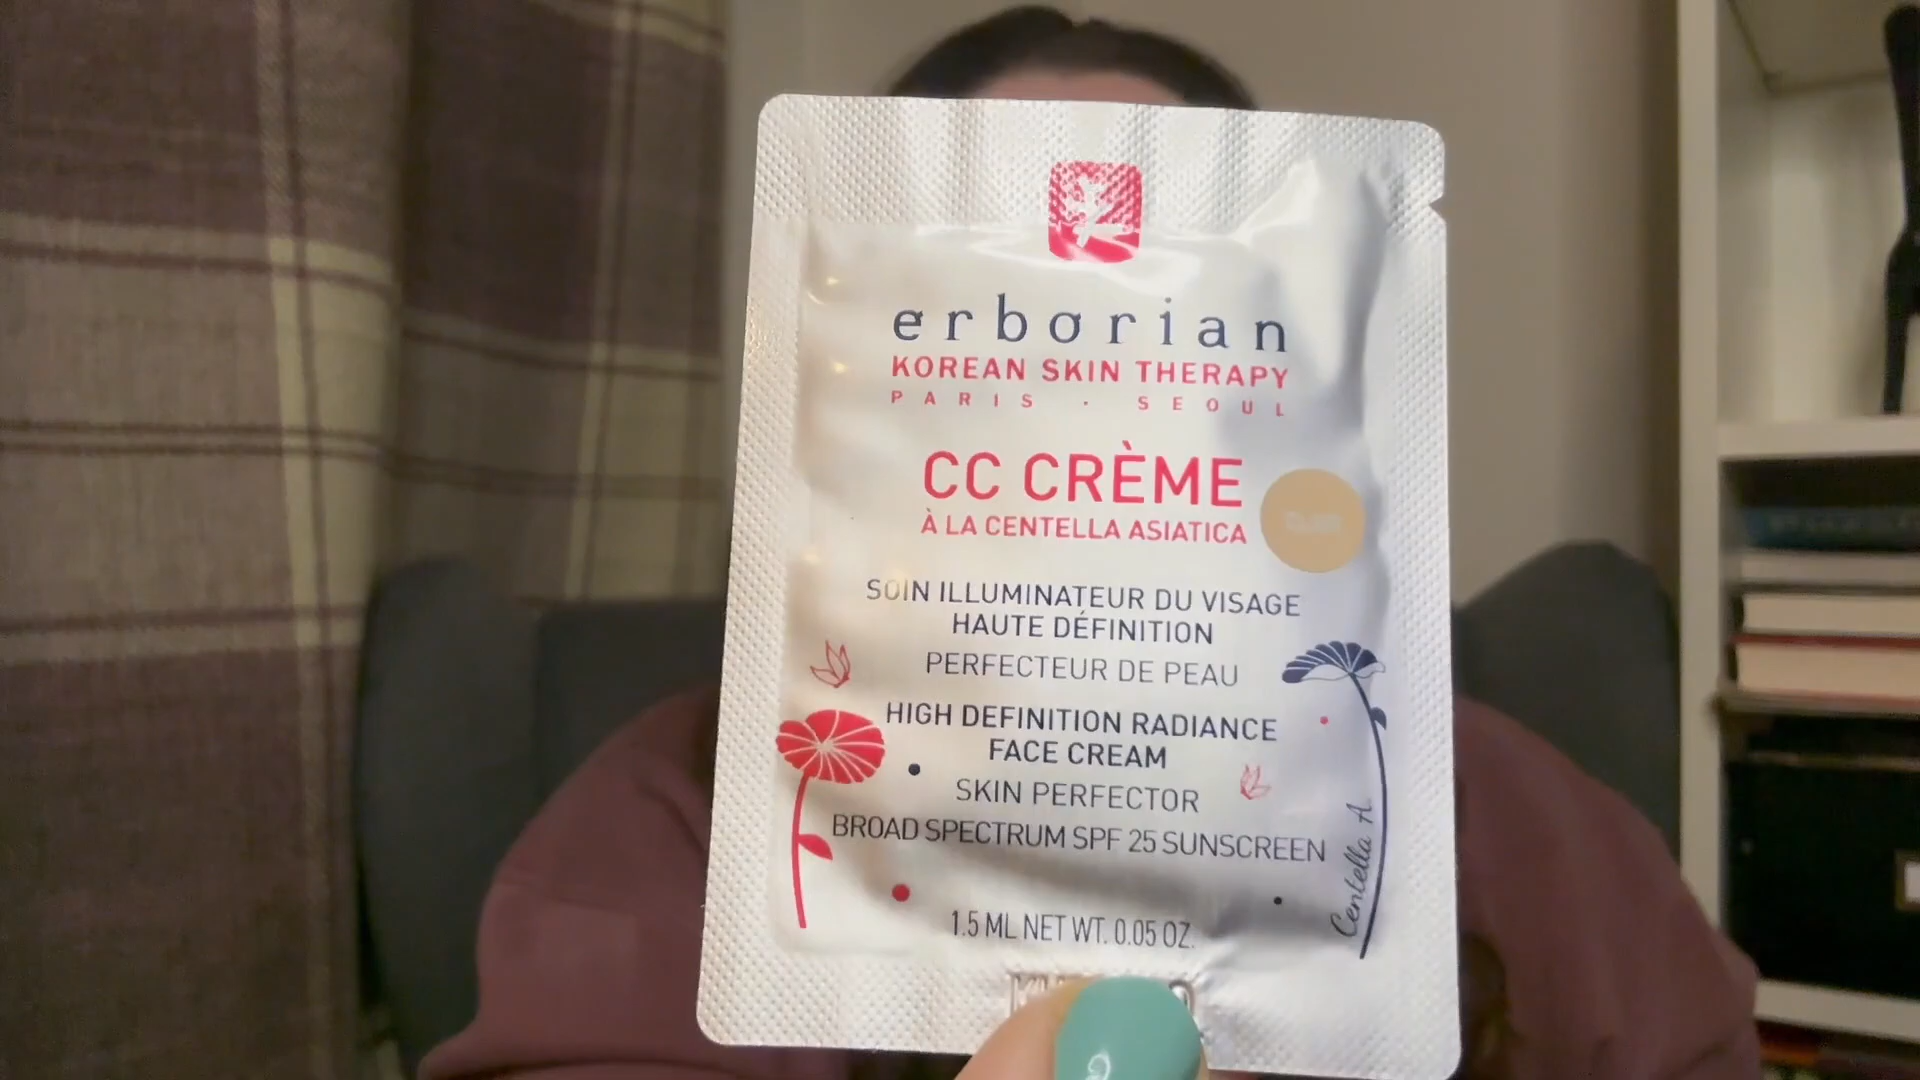 erborian
KOREAN SKIN THERAPY
PARIS · SEOUL
CC CRÈME
À LA CENTELLA ASIATICA
SOIN ILLUMINATEUR DU VISAGE
HAUTE DÉFINITION
PERFECTEUR DE PEAU
HIGH DEFINITION RADIANCE
FACE CREAM
SKIN PERFECTOR
BROAD SPECTRUM SPF 25 SUNSCREEN
Centella A.
1.5 ML NET WT. 0.05 OZ.